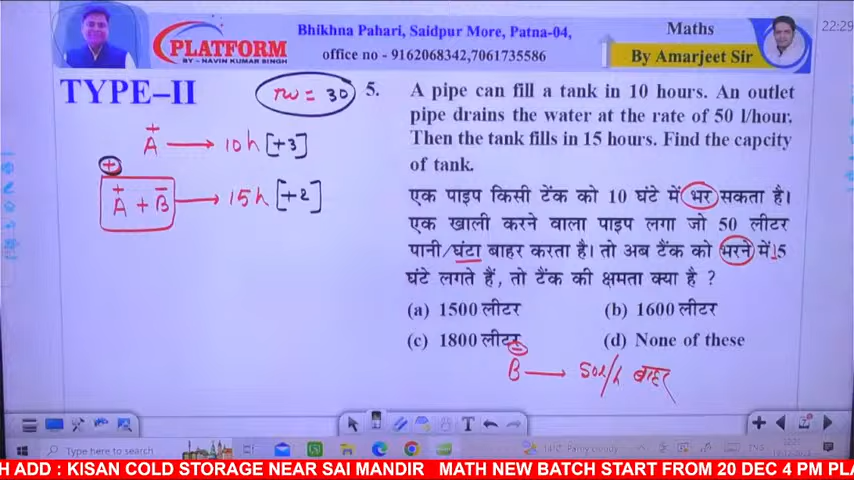 PLATFORM
BY - NAVIN KUMAR SINGH
Bhikhna Pahari, Saidpur More, Patna-04,
office no - 9162068342,7061735586
Maths
By Amarjeet Sir
22:29
TYPE–II
TW = 30
A → 10h [+3]
A + B → 15h [+2]
5. A pipe can fill a tank in 10 hours. An outlet
pipe drains the water at the rate of 50 l/hour.
Then the tank fills in 15 hours. Find the capcity
of tank.
एक पाइप किसी टेंक को 10 घंटे में भर सकता है।
एक खाली करने वाला पाइप लगा जो 50 लीटर
पानी/घंटा बाहर करता है। तो अब टैंक को भरने में 15
घंटे लगते हैं, तो टैंक की क्षमता क्या है ?
(a) 1500 लीटर (b) 1600 लीटर
(c) 1800 लीटर (d) None of these
B → 50l/h बाहर
Type here to search
H ADD : KISAN COLD STORAGE NEAR SAI MANDIR MATH NEW BATCH START FROM 20 DEC 4 PM PLA